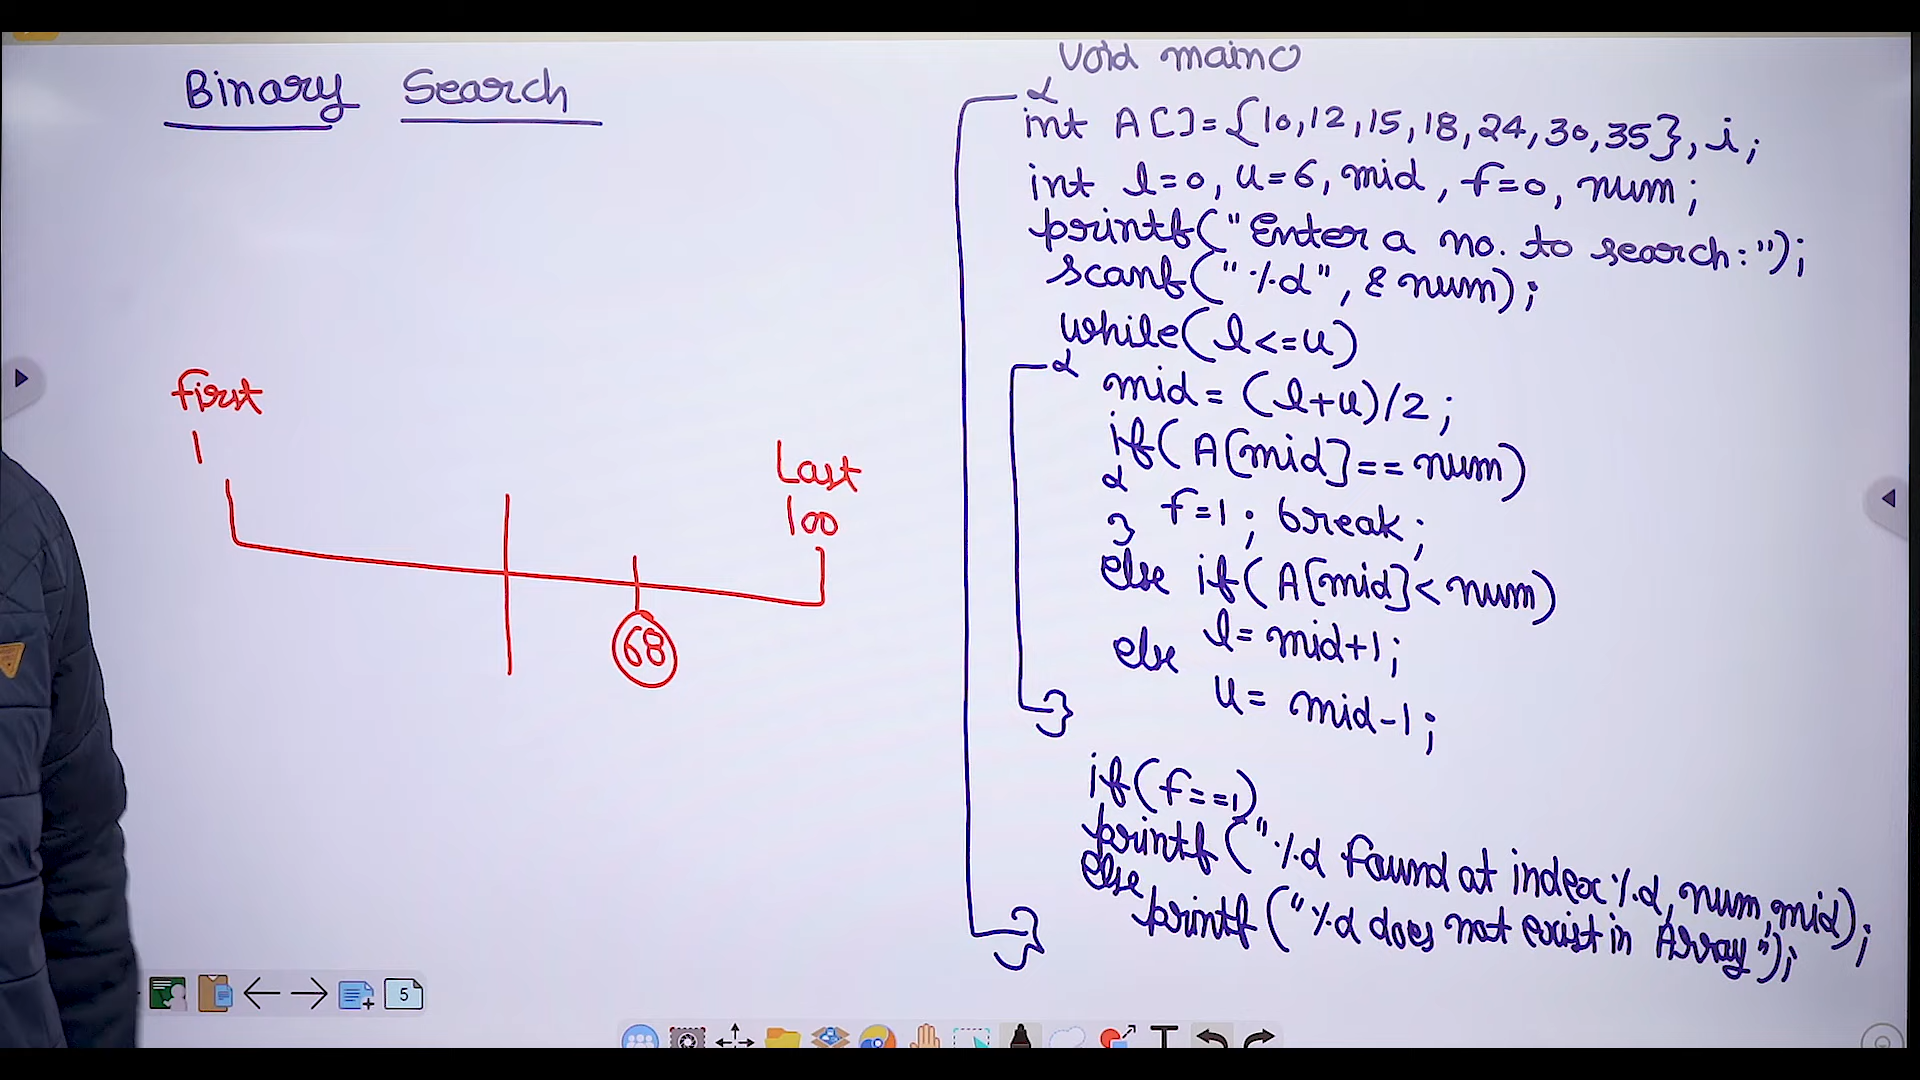 Binary Search
First
1
Last
100
68
void main()
{
int A[]={10,12,15,18,24,30,35}, i;
int l=0, u=6, mid, f=0, num;
printf("Enter a no. to search:");
scanf("%d", &num);
while(l<=u)
{
mid = (l+u)/2;
if(A[mid]==num)
{
f=1; break;
}
else if(A[mid]<num)
l=mid+1;
else
u= mid-1;
}
if(f==1)
printf("%d found at index%d, num,mid);
else
printf("%d does not exist in Array");
}
5